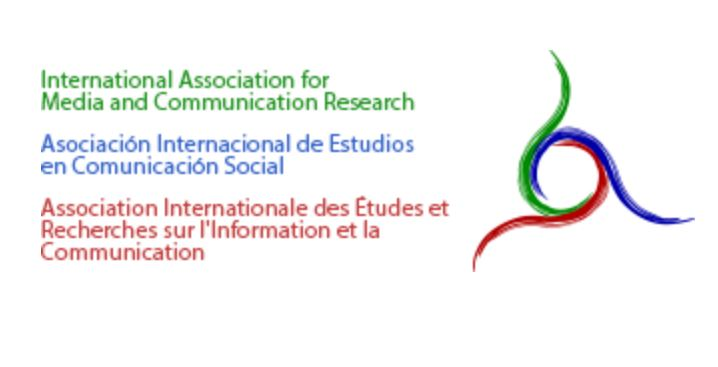 International Association for
Media and Communication Research
Asociación Internacional de Estudios
en Comunicación Social
Association Internationale des Études et
Recherches sur l'Information et la
Communication